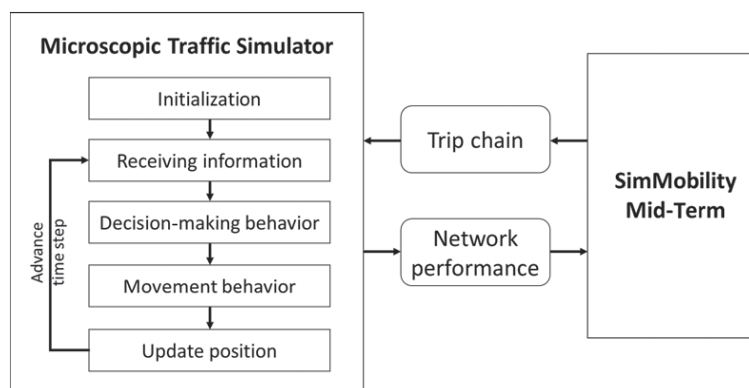 Microscopic Traffic Simulator
Initialization
Receiving information
Decision-making behavior
Movement behavior
Update position
Advance
time step
Trip chain
Network
performance
SimMobility
Mid-Term